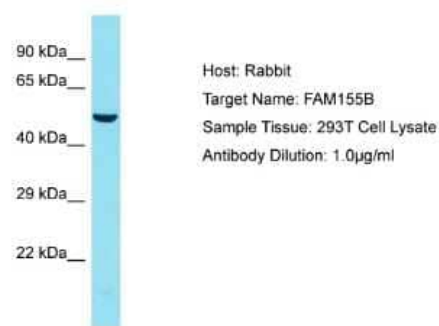 90 kDa
65 kDa
40 kDa
29 kDa
22 kDa
Host: Rabbit
Target Name: FAM155B
Sample Tissue: 293T Cell Lysate
Antibody Dilution: 1.0µg/ml